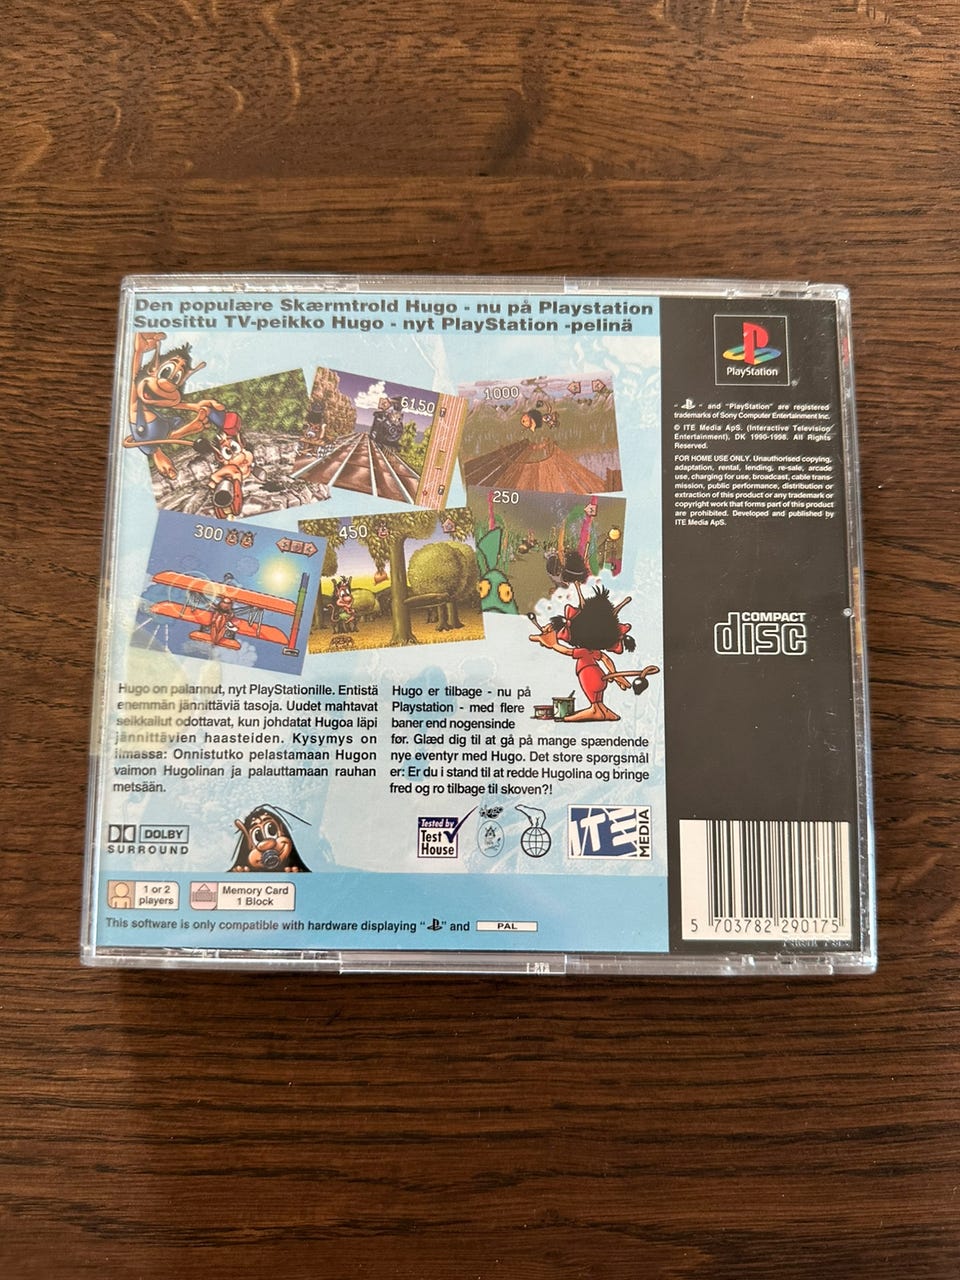 Den populære Skærmtrold Hugo - nu på Playstation
Suosittu TV-peikko Hugo - nyt PlayStation -pelinä
6150
1000
300
450
250
Hugo on palannut, nyt PlayStationille. Entistä
enemmän jännittäviä tasoja. Uudet mahtavat
seikkailut odottavat, kun johdatat Hugoa läpi
jännittävien haasteiden. Kysymys on
ilmassa: Onnistutko pelastamaan Hugon
vaimon Hugolinan ja palauttamaan rauhan
metsään.
Hugo er tilbage - nu på
Playstation - med flere
baner end nogensinde
før. Glæd dig til at gå på mange spændende
nye eventyr med Hugo. Det store spørgsmål
er: Er du i stand til at redde Hugolina og bringe
fred og ro tilbage til skoven?!
DOLBY
SURROUND
Tested by
Test
House
ITE
MEDIA
1 or 2
players
Memory Card
1 Block
This software is only compatible with hardware displaying " " and PAL
PlayStation
®
" " and "PlayStation" are registered
trademarks of Sony Computer Entertainment Inc.
© ITE Media ApS. (Interactive Television
Entertainment), DK 1990-1998. All Rights
Reserved.
FOR HOME USE ONLY. Unauthorised copying,
adaptation, rental, lending, re-sale, arcade
use, charging for use, broadcast, cable trans-
mission, public performance, distribution or
extraction of this product or any trademark or
copyright work that forms part of this product
are prohibited. Developed and published by
ITE Media ApS.
COMPACT
disc
5 703782 290175